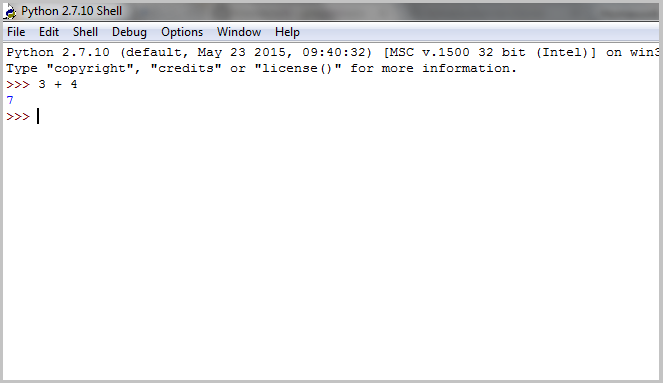 Python 2.7.10 Shell
File Edit Shell Debug Options Window Help
Python 2.7.10 (default, May 23 2015, 09:40:32) [MSC v.1500 32 bit (Intel)] on win3
Type "copyright", "credits" or "license()" for more information.
>>> 3 + 4
7
>>>